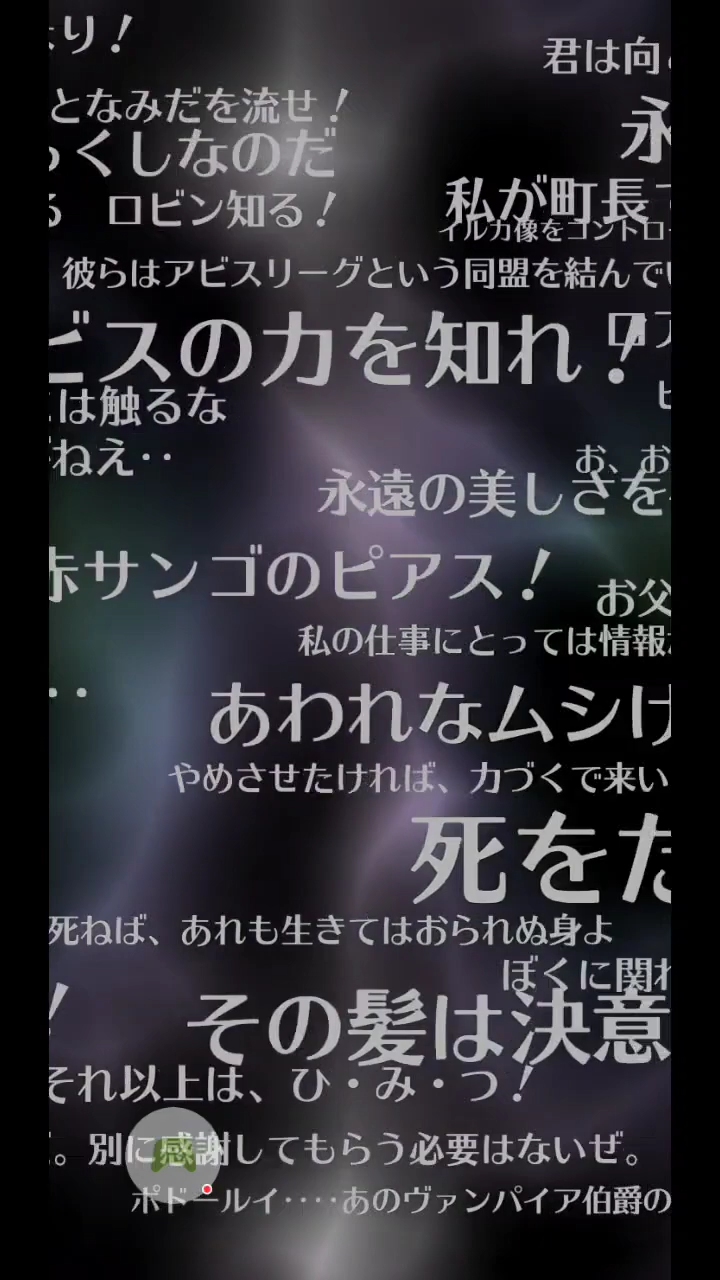 り！
君は向
となみだを流せ！
くしなのだ
永
ロビン知る！
私が町長
イルカ像をコントロー
彼らはアビスリーグという同盟を結んで
ビスの力を知れ！
は触るな
ねえ‥
お、お
永遠の美しさを
赤サンゴのピアス！
お父
私の仕事にとっては情報
‥
あわれなムシけ
やめさせたければ、力づくで来い
死をた
死ねば、あれも生きてはおられぬ身よ
ぼくに関わ
！
その髪は決意
それ以上は、ひ・み・つ！
。別に感謝してもらう必要はないぜ。
ポドールイ‥‥あのヴァンパイア伯爵の